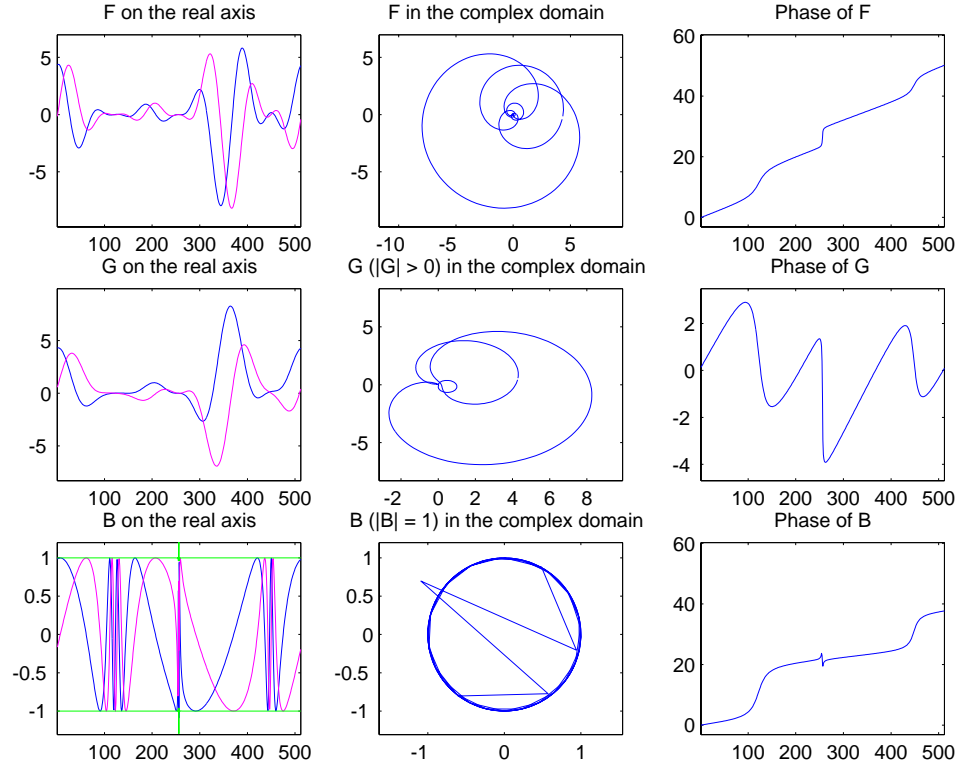 F on the real axis
F in the complex domain
Phase of F
5
0
-5
100 200 300 400 500
5
0
-5
-10 -5 0 5
60
40
20
0
100 200 300 400 500
G on the real axis
G (|G| > 0) in the complex domain
Phase of G
5
0
-5
100 200 300 400 500
5
0
-5
-2 0 2 4 6 8
2
0
-2
-4
100 200 300 400 500
B on the real axis
B (|B| = 1) in the complex domain
Phase of B
1
0.5
0
-0.5
-1
100 200 300 400 500
1
0.5
0
-0.5
-1
-1 0 1
60
40
20
0
100 200 300 400 500